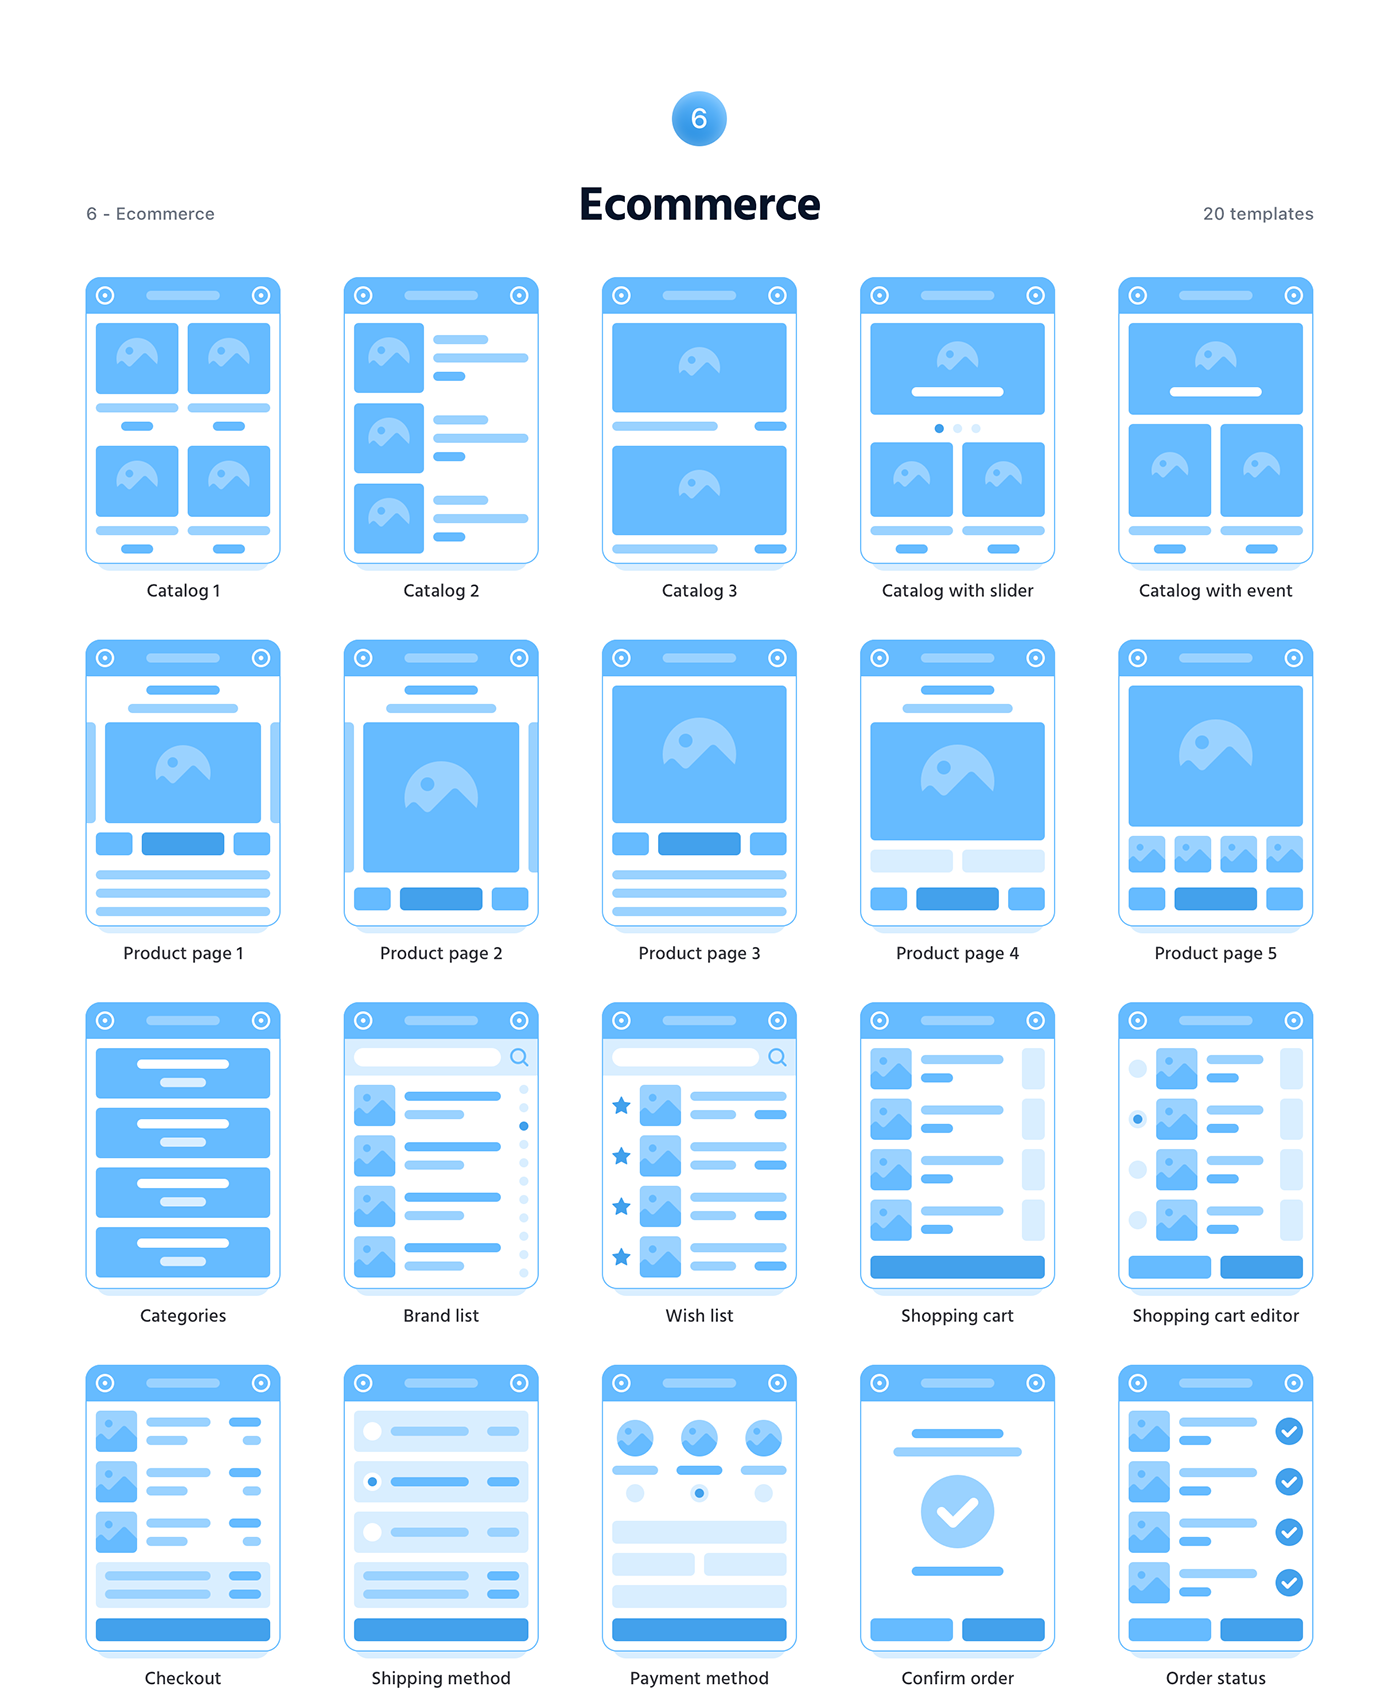 6
6 - Ecommerce
Ecommerce
20 templates
Catalog 1
Catalog 2
Catalog 3
Catalog with slider
Catalog with event
Product page 1
Product page 2
Product page 3
Product page 4
Product page 5
Categories
Brand list
Wish list
Shopping cart
Shopping cart editor
Checkout
Shipping method
Payment method
Confirm order
Order status